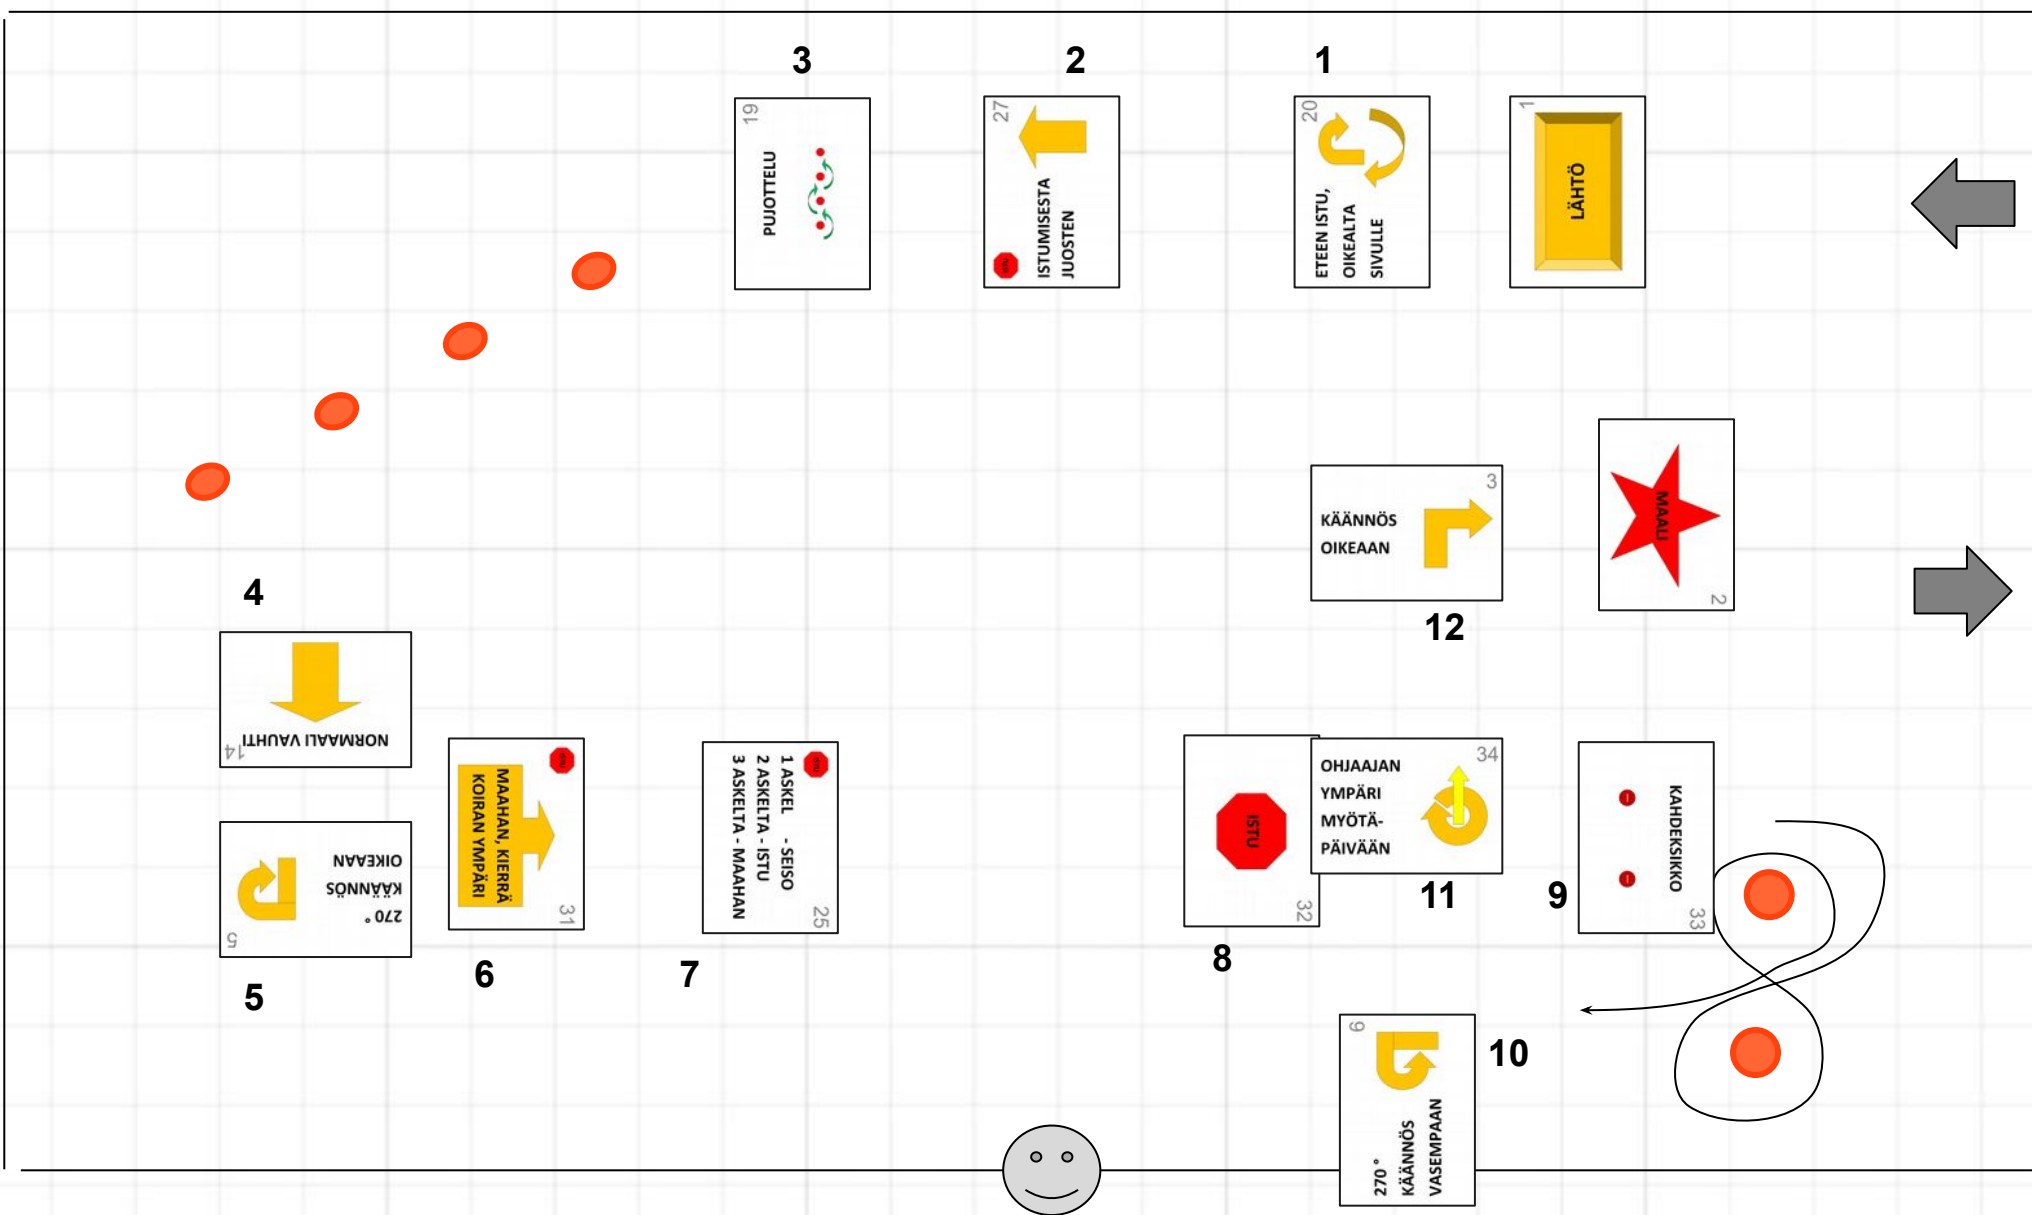 3
2
1
19
PUJOTTELU
27
ISTUMISESTA
JUOSTEN
ISTU
20
ETEEN ISTU,
OIKEALTA
SIVULLE
1
LÄHTÖ
3
KÄÄNNÖS
OIKEAAN
12
MAALI
2
4
NORMAALI VAUHTI
14
270°
KÄÄNNÖS
OIKEAAN
5
5
ISTU
MAAHAN, KIERRÄ
KOIRAN YMPÄRI
31
6
ISTU
1 ASKEL - SEISO
2 ASKELTA - ISTU
3 ASKELTA - MAAHAN
25
7
ISTU
32
8
34
OHJAAJAN
YMPÄRI
MYÖTÄ-
PÄIVÄÄN
11
KAHDEKSIKKO
33
9
6
270°
KÄÄNNÖS
VASEMPAAN
10